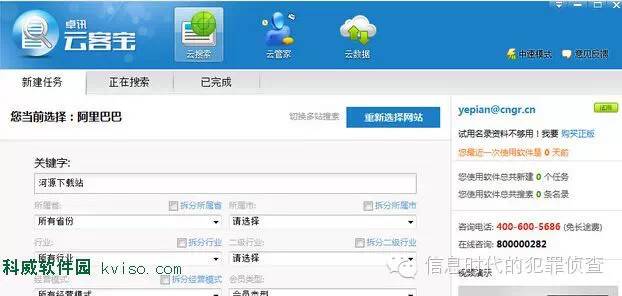 卓讯
云客宝
云搜索
云管家
云数据
申请模式
意见反馈
新建任务
正在搜索
已完成
您当前选择：阿里巴巴
切换多站搜索
重新选择网站
关键字:
河源下载站
所属省:
拆分所属省
所属市:
拆分所属市
所有省份
请选择
行业:
拆分行业
二级行业:
拆分二级行业
所有行业
请选择
经营模式:
拆分经营模式
会员类型:
所有经营模式
会员类型
yepian@cngr.cn
试用
试用名录资料不够用！我要 购买正版
您最近一次使用软件是 0 天前
您使用软件总共新建 0 个任务
您使用软件总共搜索 0 条名录
咨询电话: 400-600-5686 (免长途费)
在线咨询: 800000282
视频演示
科威软件园 kviso.com
信息时代的犯罪侦查